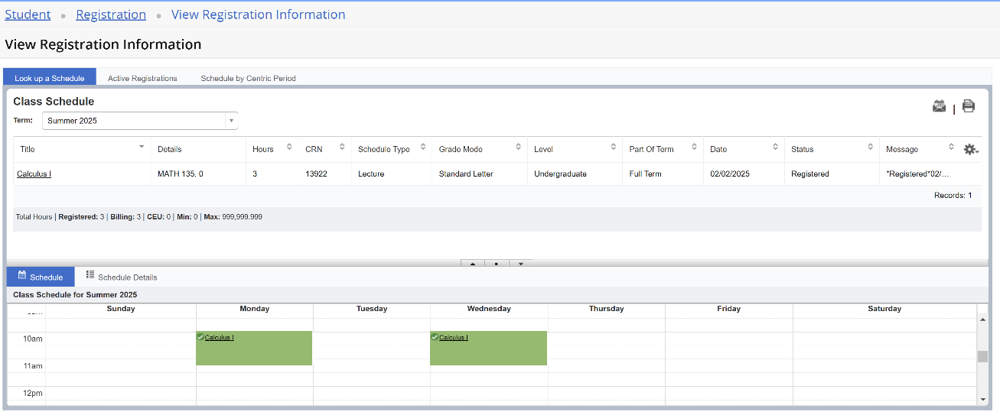 Student • Registration • View Registration Information
View Registration Information
Look up a Schedule Active Registrations Schedule by Centric Period
Class Schedule
Term: Summer 2025
Title Details Hours CRN Schedule Type Grade Mode Level Part Of Term Date Status Message
Calculus I MATH 135, 0 3 13922 Lecture Standard Letter Undergraduate Full Term 02/02/2025 Registered *Registered*02/...
Records: 1
Total Hours | Registered: 3 | Billing: 3 | CEU: 0 | Min: 0 | Max: 999,999.999
Schedule Schedule Details
Class Schedule for Summer 2025
Sunday Monday Tuesday Wednesday Thursday Friday Saturday
10am Calculus I Calculus I
11am
12pm